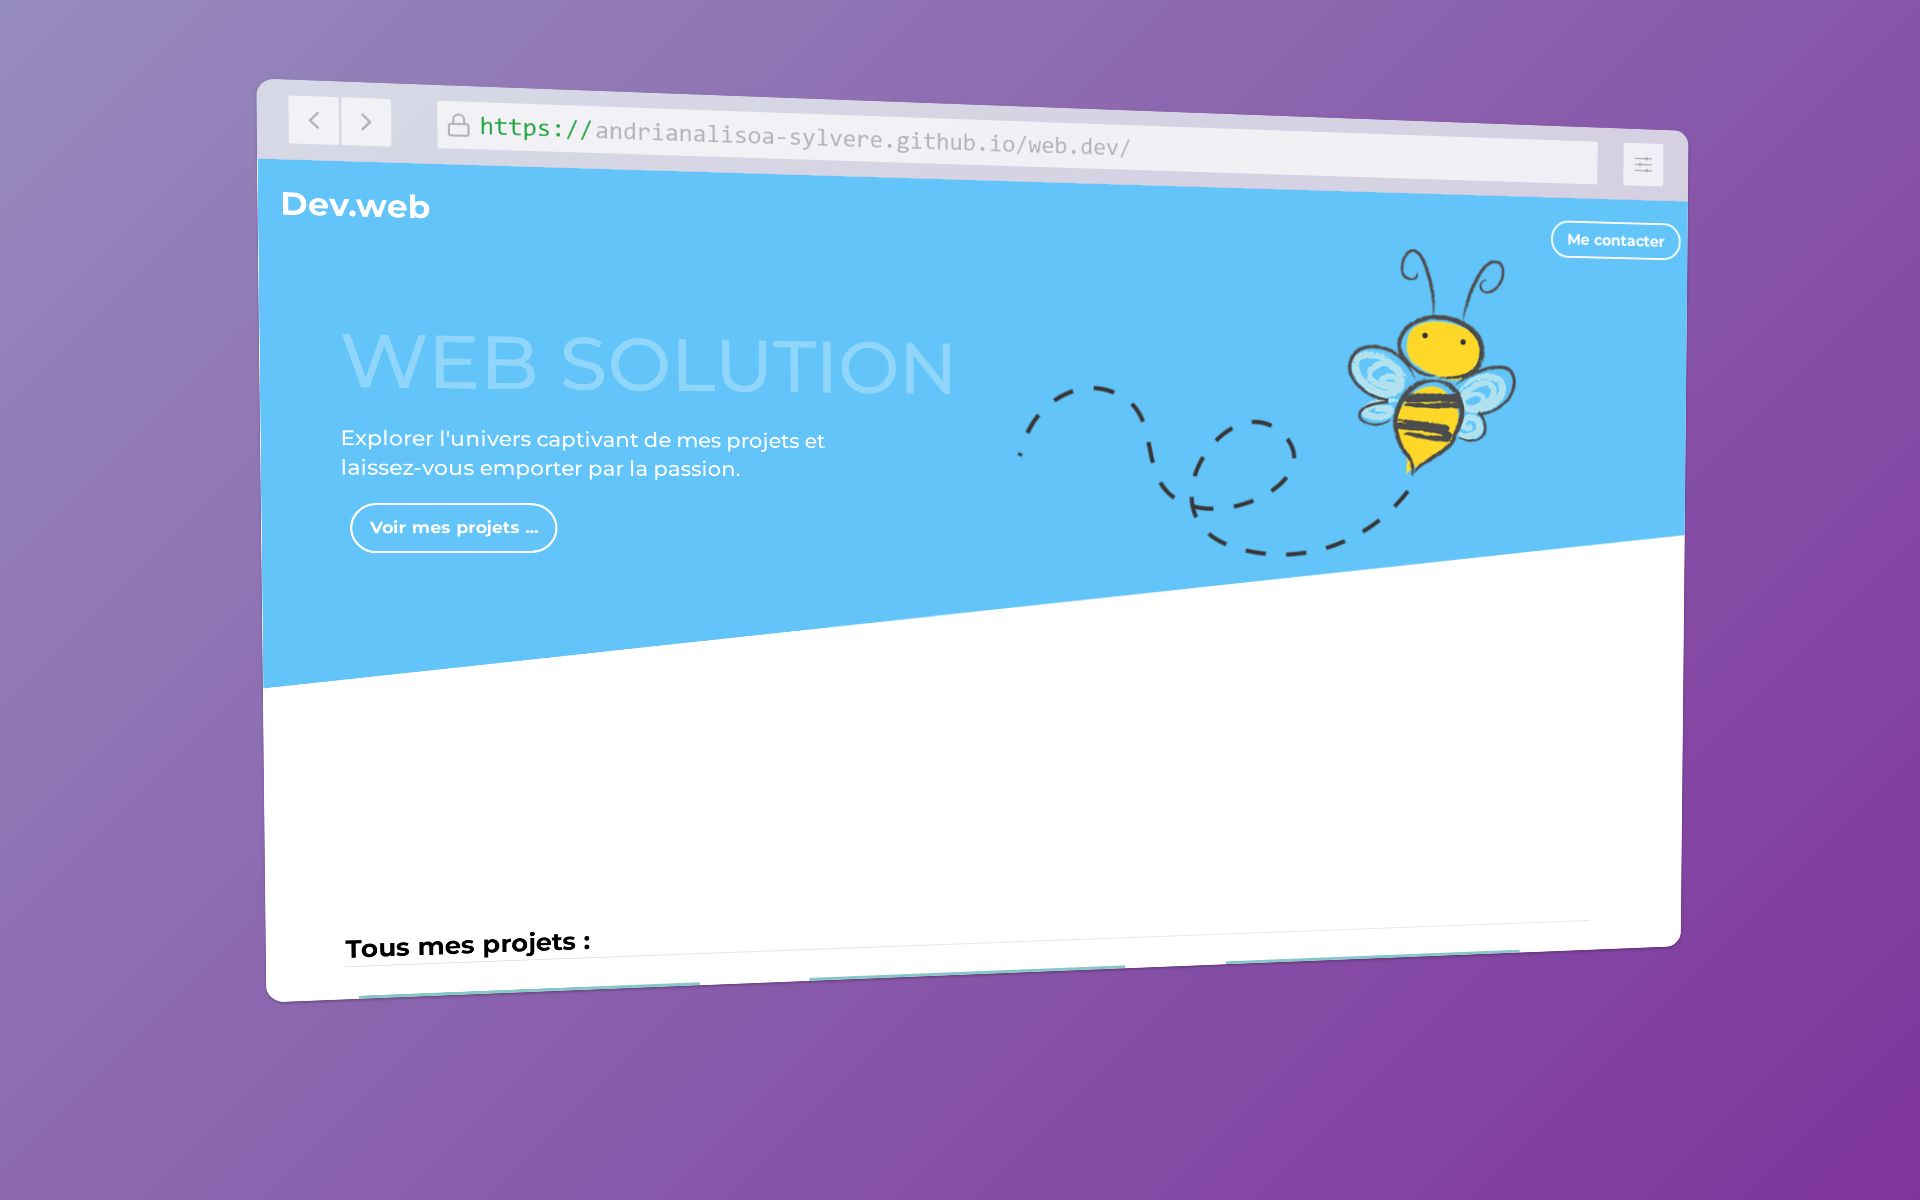 https://andrianalisoa-sylvere.github.io/web.dev/
Dev.web
Me contacter
WEB SOLUTION
Explorer l'univers captivant de mes projets et
laissez-vous emporter par la passion.
Voir mes projets ...
Tous mes projets :